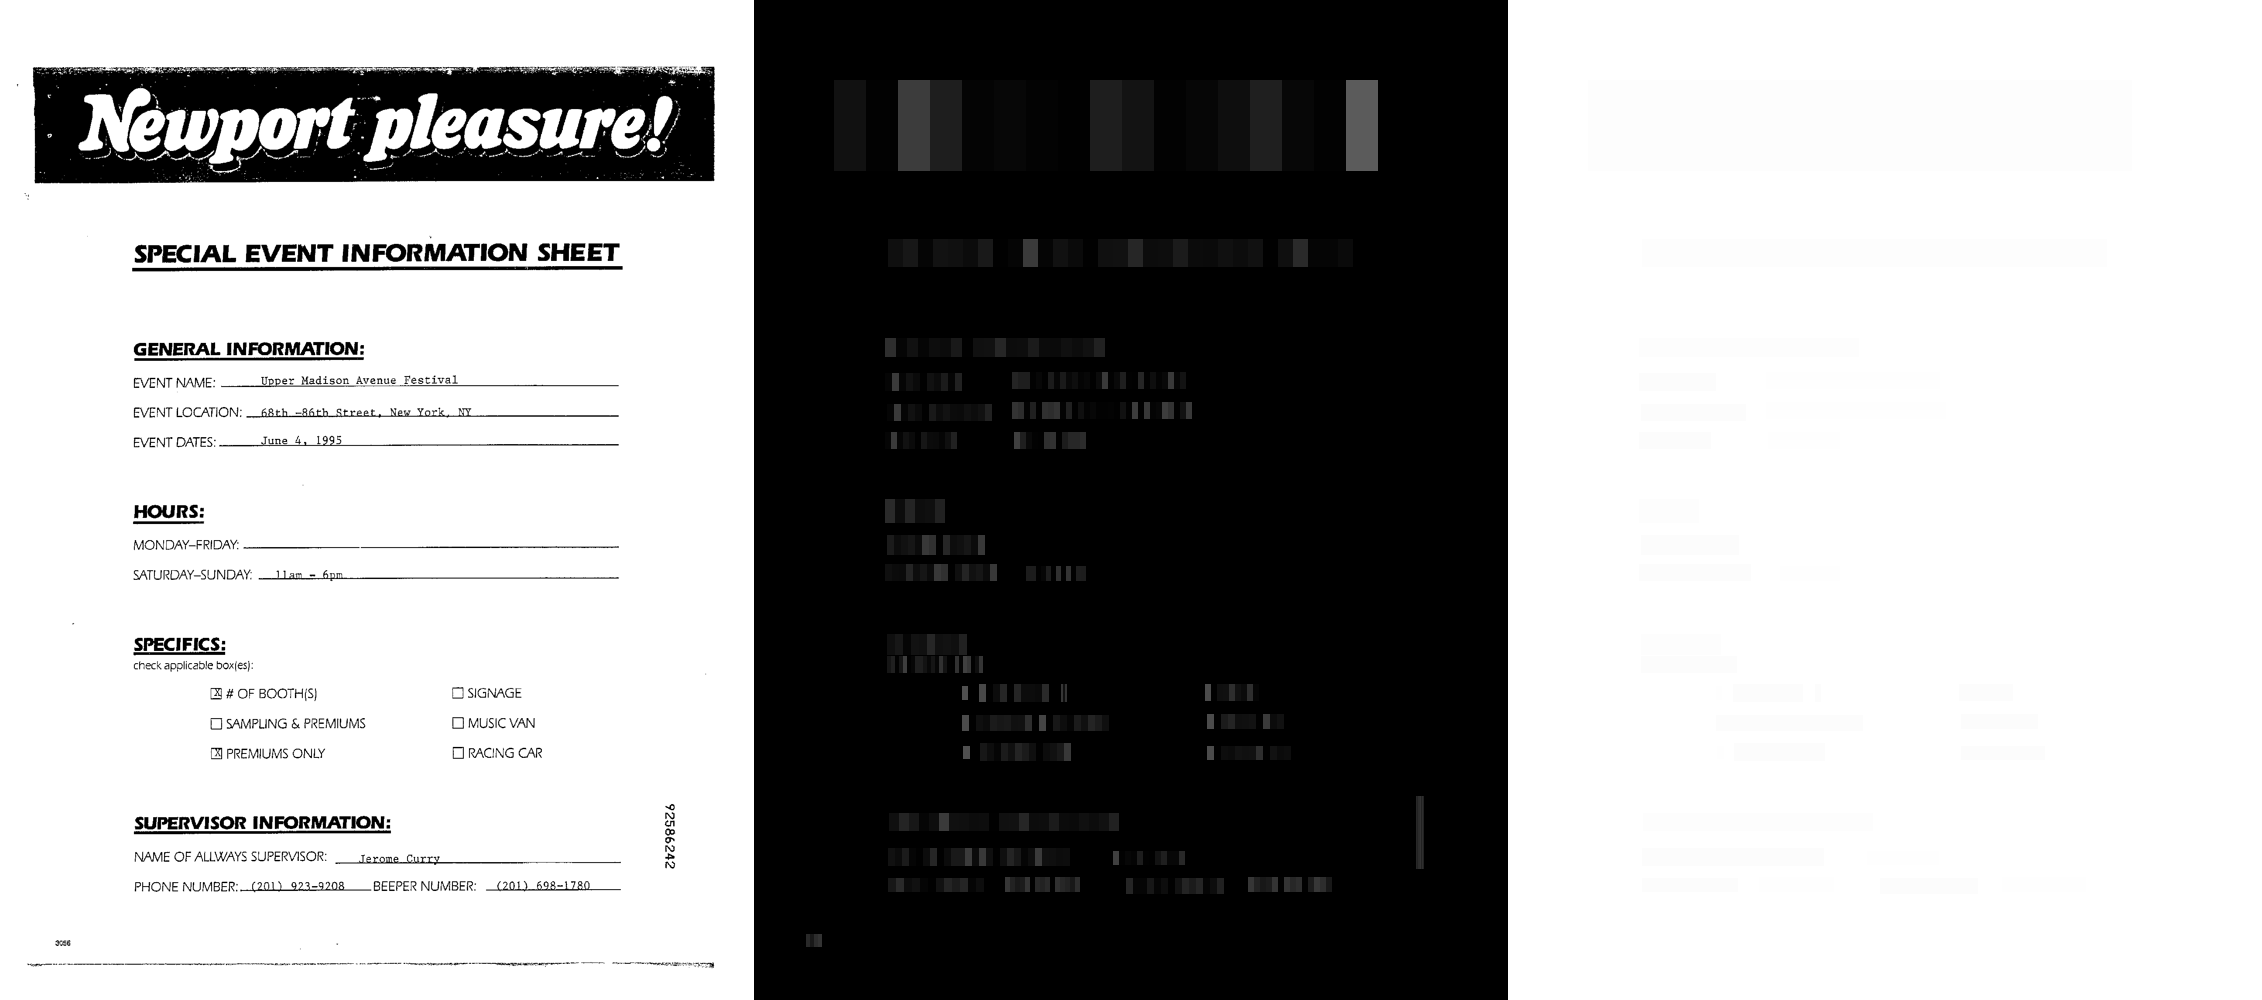 Newport pleasure!
SPECIAL EVENT INFORMATION SHEET
GENERAL INFORMATION:
EVENT NAME: Upper Madison Avenue Festival
EVENT LOCATION: 68th -86th Street, New York, NY
EVENT DATES: June 4, 1995
HOURS:
MONDAY-FRIDAY:
SATURDAY-SUNDAY: 11am - 6pm
SPECIFICS:
check applicable box(es):
☒ # OF BOOTH(S) ☐ SIGNAGE
☐ SAMPLING & PREMIUMS ☐ MUSIC VAN
☒ PREMIUMS ONLY ☐ RACING CAR
SUPERVISOR INFORMATION:
NAME OF ALLWAYS SUPERVISOR: Jerome Curry
PHONE NUMBER: (201) 923-9208 BEEPER NUMBER: (201) 698-1780
92586242
3056